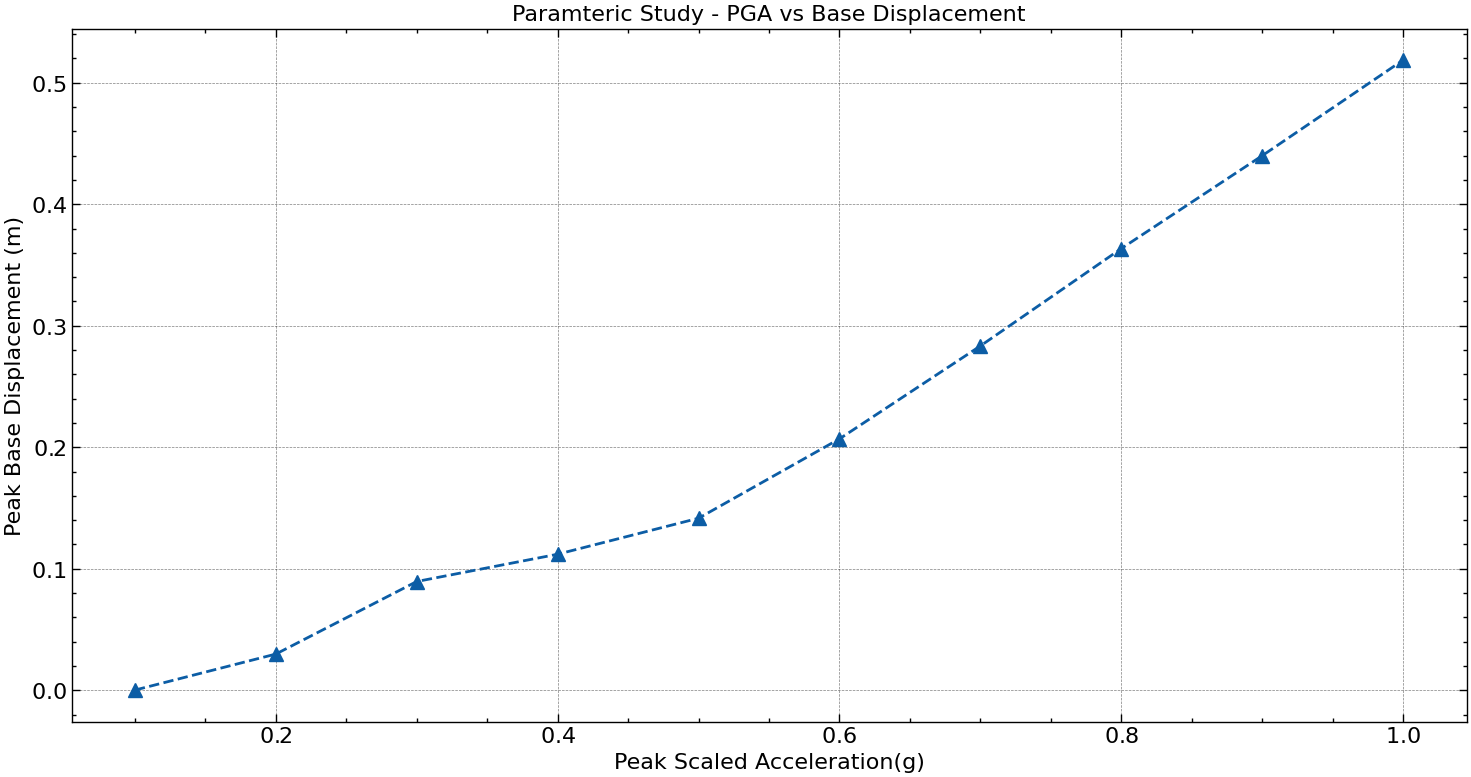 Paramteric Study - PGA vs Base Displacement
Peak Base Displacement (m)
0.5
0.4
0.3
0.2
0.1
0.0
0.2 0.4 0.6 0.8 1.0
Peak Scaled Acceleration(g)